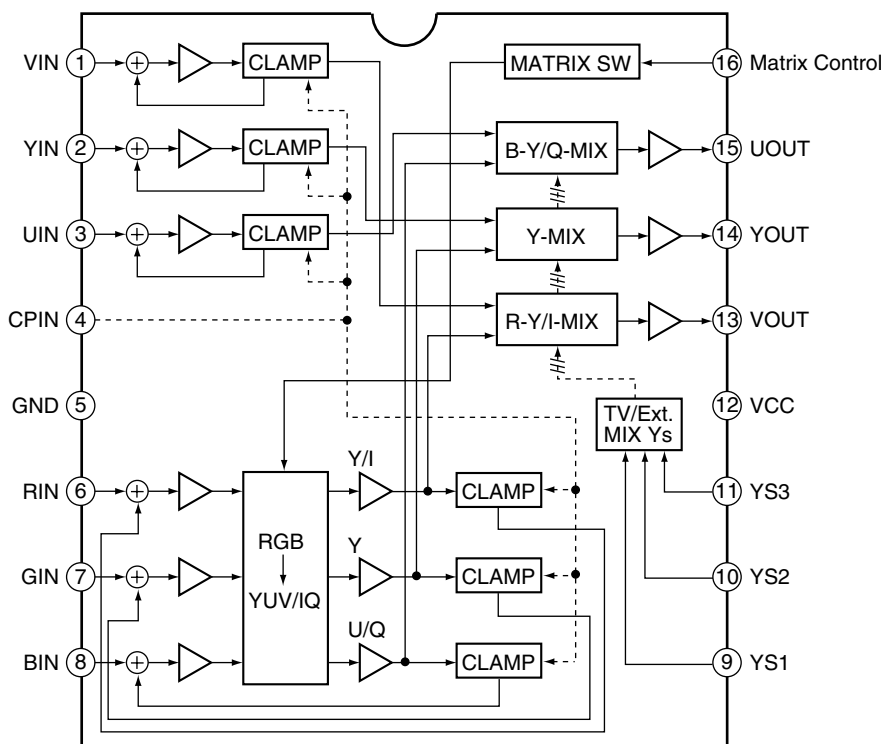 VIN 1 CLAMP MATRIX SW 16 Matrix Control
YIN 2 CLAMP B-Y/Q-MIX 15 UOUT
UIN 3 CLAMP Y-MIX 14 YOUT
CPIN 4 R-Y/I-MIX 13 VOUT
GND 5 TV/Ext. 12 VCC
MIX Ys
RIN 6 Y/I CLAMP 11 YS3
RGB
GIN 7 Y CLAMP 10 YS2
YUV/IQ
U/Q
BIN 8 CLAMP 9 YS1